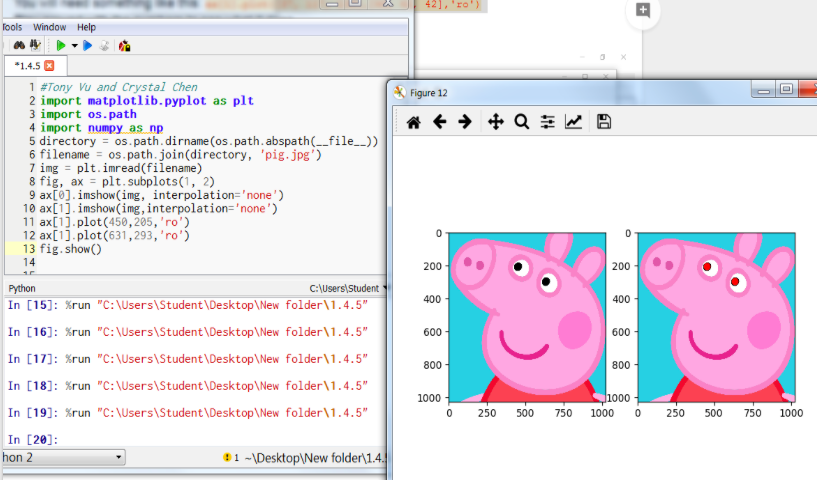 You will need something like this
42],'ro')
Tools Window Help
*1.4.5
1 #Tony Vu and Crystal Chen
2 import matplotlib.pyplot as plt
3 import os.path
4 import numpy as np
5 directory = os.path.dirname(os.path.abspath(__file__))
6 filename = os.path.join(directory, 'pig.jpg')
7 img = plt.imread(filename)
8 fig, ax = plt.subplots(1, 2)
9 ax[0].imshow(img, interpolation='none')
10 ax[1].imshow(img,interpolation='none')
11 ax[1].plot(450,205,'ro')
12 ax[1].plot(631,293,'ro')
13 fig.show()
14
15
Python C:\Users\Student
In [15]: %run "C:\Users\Student\Desktop\New folder\1.4.5"
In [16]: %run "C:\Users\Student\Desktop\New folder\1.4.5"
In [17]: %run "C:\Users\Student\Desktop\New folder\1.4.5"
In [18]: %run "C:\Users\Student\Desktop\New folder\1.4.5"
In [19]: %run "C:\Users\Student\Desktop\New folder\1.4.5"
In [20]:
hon 2
1 ~\Desktop\New folder\1.4.5
Figure 12
0
200
400
600
800
1000
0 250 500 750 1000
0
200
400
600
800
1000
0 250 500 750 1000